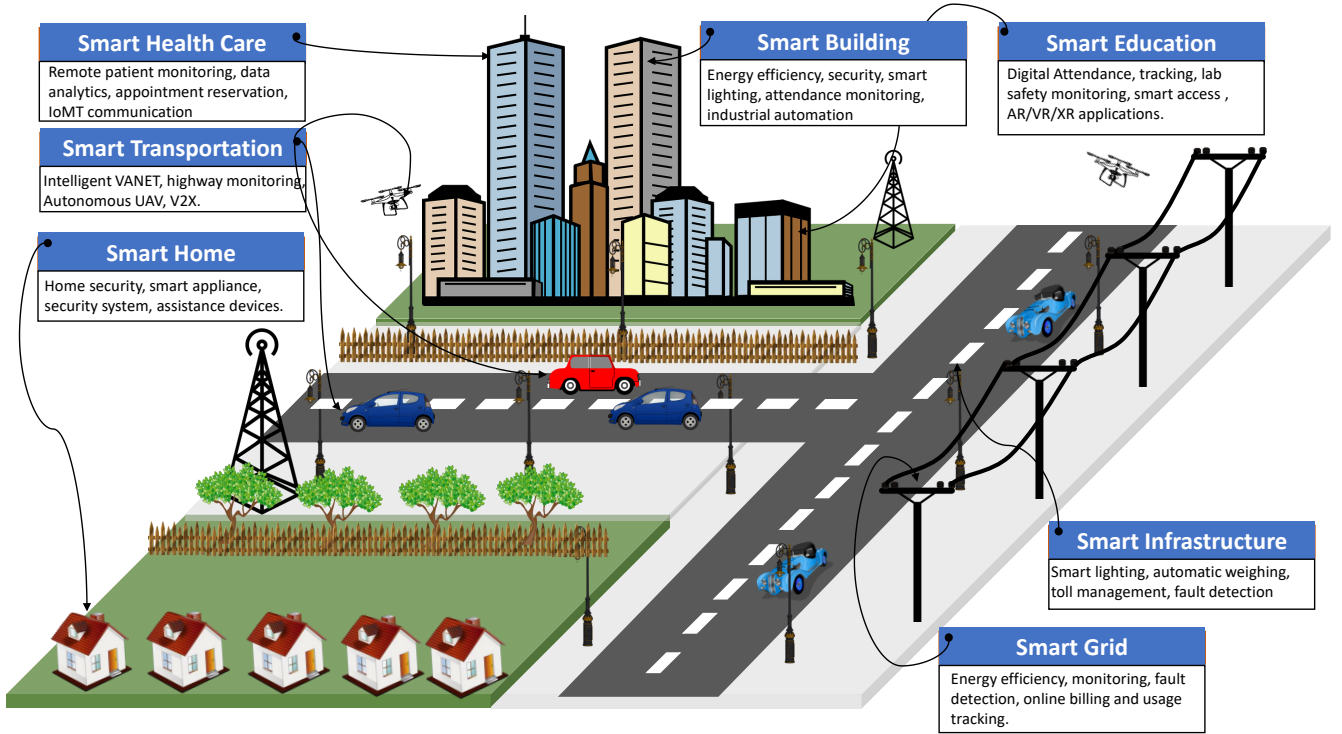 Smart Health Care
Remote patient monitoring, data
analytics, appointment reservation,
IoMT communication
Smart Transportation
Intelligent VANET, highway monitoring,
Autonomous UAV, V2X.
Smart Home
Home security, smart appliance,
security system, assistance devices.
Smart Building
Energy efficiency, security, smart
lighting, attendance monitoring,
industrial automation
Smart Education
Digital Attendance, tracking, lab
safety monitoring, smart access ,
AR/VR/XR applications.
Smart Infrastructure
Smart lighting, automatic weighing,
toll management, fault detection
Smart Grid
Energy efficiency, monitoring, fault
detection, online billing and usage
tracking.